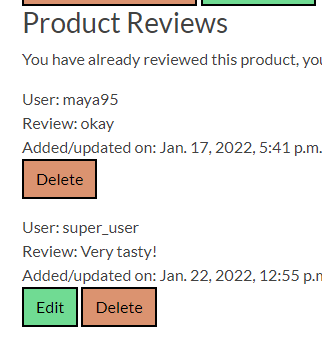 Product Reviews
You have already reviewed this product, you
User: maya95
Review: okay
Added/updated on: Jan. 17, 2022, 5:41 p.m.
Delete
User: super_user
Review: Very tasty!
Added/updated on: Jan. 22, 2022, 12:55 p.m
Edit Delete